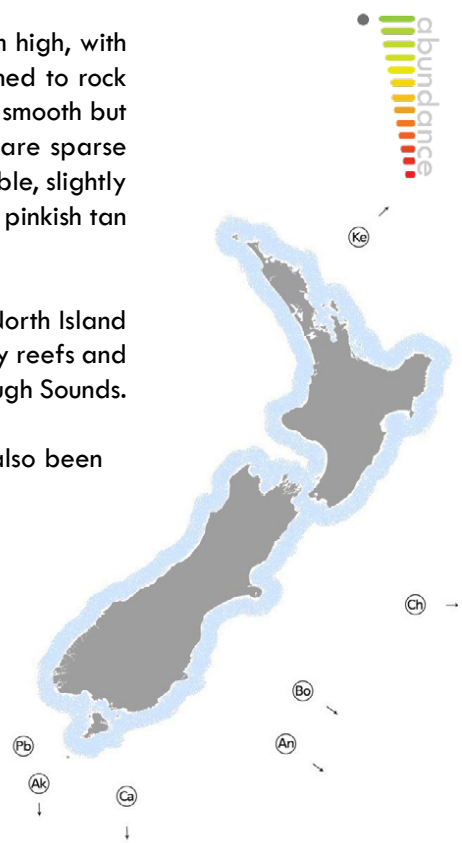 high, with
ned to rock
smooth but
are sparse
ble, slightly
pinkish tan
North Island
y reefs and
ugh Sounds.
also been
abundance
Ke
Ch
Bo
An
Pb
Ak
Ca